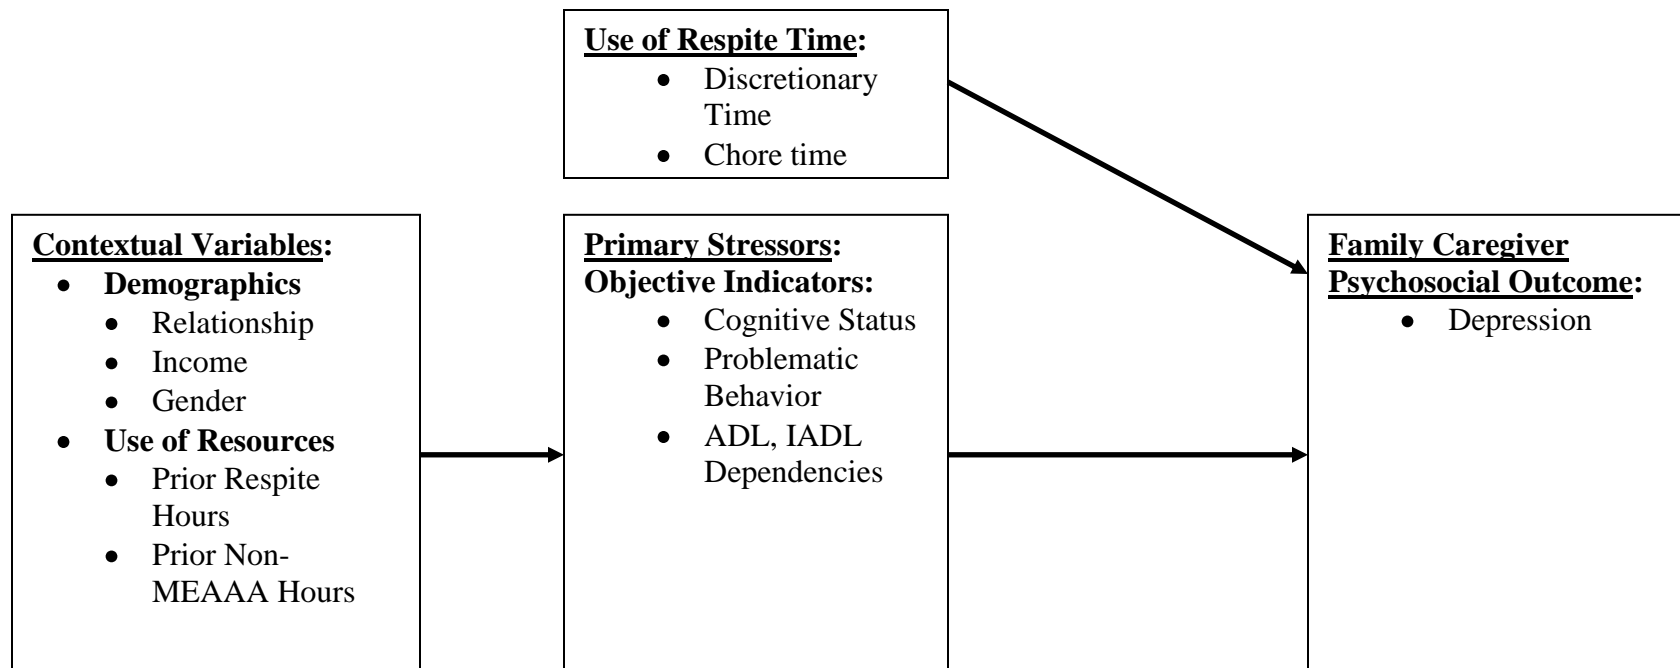 Use of Respite Time:
• Discretionary
Time
• Chore time
Contextual Variables:
• Demographics
• Relationship
• Income
• Gender
• Use of Resources
• Prior Respite
Hours
• Prior Non-
MEAAA Hours
Primary Stressors:
Objective Indicators:
• Cognitive Status
• Problematic
Behavior
• ADL, IADL
Dependencies
Family Caregiver
Psychosocial Outcome:
• Depression